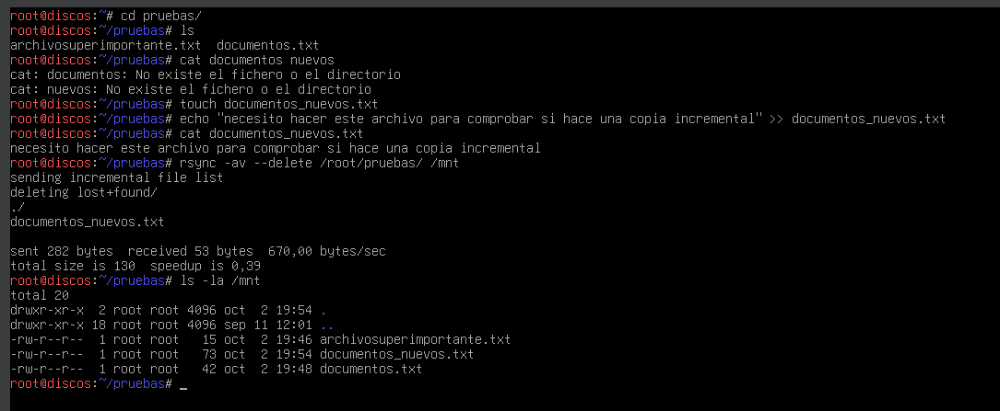 root@discos:~# cd pruebas/
root@discos:~/pruebas# ls
archivosuperimportante.txt  documentos.txt
root@discos:~/pruebas# cat documentos nuevos
cat: documentos: No existe el fichero o el directorio
cat: nuevos: No existe el fichero o el directorio
root@discos:~/pruebas# touch documentos_nuevos.txt
root@discos:~/pruebas# echo "necesito hacer este archivo para comprobar si hace una copia incremental" >> documentos_nuevos.txt
root@discos:~/pruebas# cat documentos_nuevos.txt
necesito hacer este archivo para comprobar si hace una copia incremental
root@discos:~/pruebas# rsync -av --delete /root/pruebas/ /mnt
sending incremental file list
deleting lost+found/
./
documentos_nuevos.txt

sent 282 bytes  received 53 bytes  670,00 bytes/sec
total size is 130  speedup is 0,39
root@discos:~/pruebas# ls -la /mnt
total 20
drwxr-xr-x  2 root root 4096 oct  2 19:54 .
drwxr-xr-x 18 root root 4096 sep 11 12:01 ..
-rw-r--r--  1 root root   15 oct  2 19:46 archivosuperimportante.txt
-rw-r--r--  1 root root   73 oct  2 19:54 documentos_nuevos.txt
-rw-r--r--  1 root root   42 oct  2 19:48 documentos.txt
root@discos:~/pruebas# _